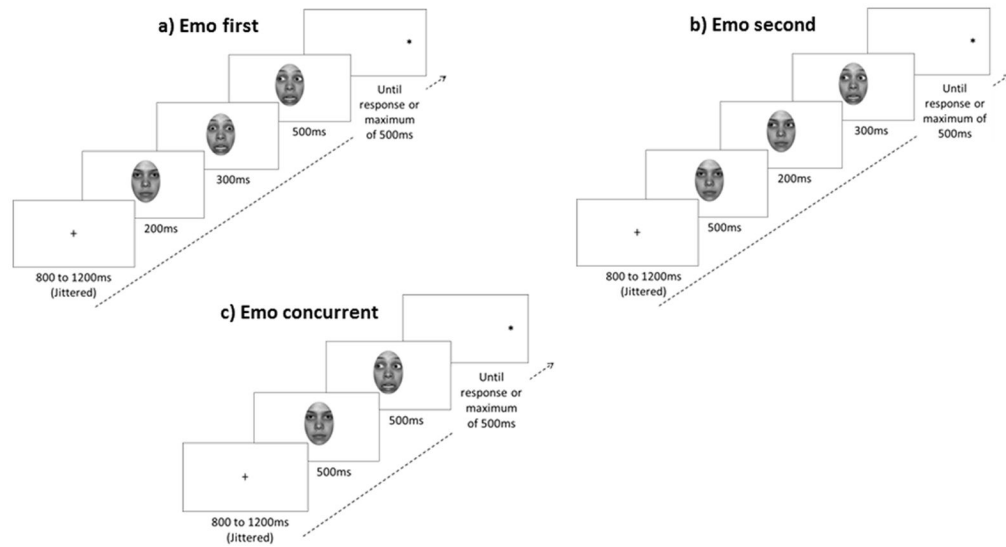 a) Emo first
500ms
300ms
200ms
800 to 1200ms
(Jittered)
Until
response or
maximum
of 500ms
b) Emo second
300ms
200ms
500ms
800 to 1200ms
(Jittered)
Until
response or
maximum of
500ms
c) Emo concurrent
500ms
500ms
800 to 1200ms
(Jittered)
Until
response or
maximum
of 500ms